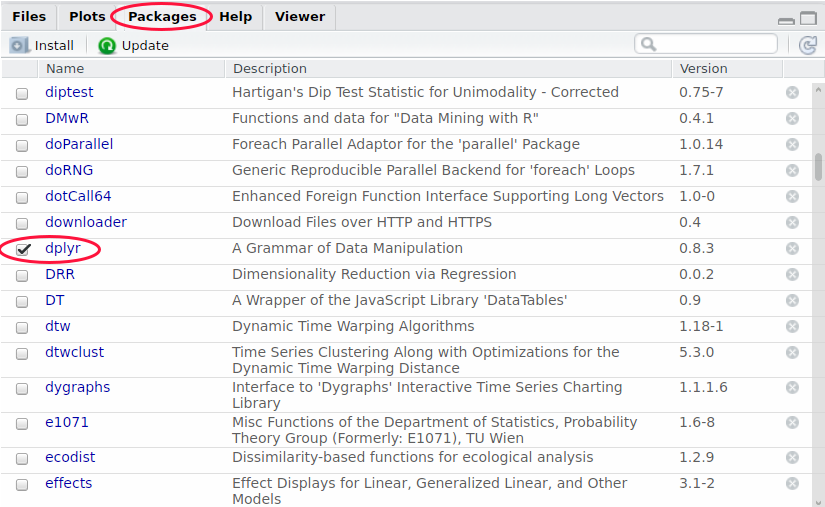 Files Plots Packages Help Viewer
Install Update
Name Description Version
diptest Hartigan's Dip Test Statistic for Unimodality - Corrected 0.75-7
DMwR Functions and data for "Data Mining with R" 0.4.1
doParallel Foreach Parallel Adaptor for the 'parallel' Package 1.0.14
doRNG Generic Reproducible Parallel Backend for 'foreach' Loops 1.7.1
dotCall64 Enhanced Foreign Function Interface Supporting Long Vectors 1.0-0
downloader Download Files over HTTP and HTTPS 0.4
dplyr A Grammar of Data Manipulation 0.8.3
DRR Dimensionality Reduction via Regression 0.0.2
DT A Wrapper of the JavaScript Library 'DataTables' 0.9
dtw Dynamic Time Warping Algorithms 1.18-1
dtwclust Time Series Clustering Along with Optimizations for the 5.3.0
Dynamic Time Warping Distance
dygraphs Interface to 'Dygraphs' Interactive Time Series Charting 1.1.1.6
Library
e1071 Misc Functions of the Department of Statistics, Probability 1.6-8
Theory Group (Formerly: E1071), TU Wien
ecodist Dissimilarity-based functions for ecological analysis 1.2.9
effects Effect Displays for Linear, Generalized Linear, and Other 3.1-2
Models